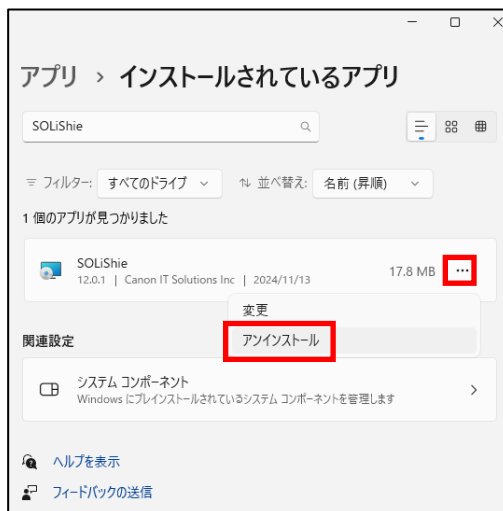 アプリ › インストールされているアプリ
SOLiShie
フィルター: すべてのドライブ 並べ替え: 名前 (昇順)
1 個のアプリが見つかりました
SOLiShie
12.0.1 | Canon IT Solutions Inc | 2024/11/13
17.8 MB
変更
アンインストール
関連設定
システム コンポーネント
Windows にプレインストールされているシステム コンポーネントを管理します
ヘルプを表示
フィードバックの送信